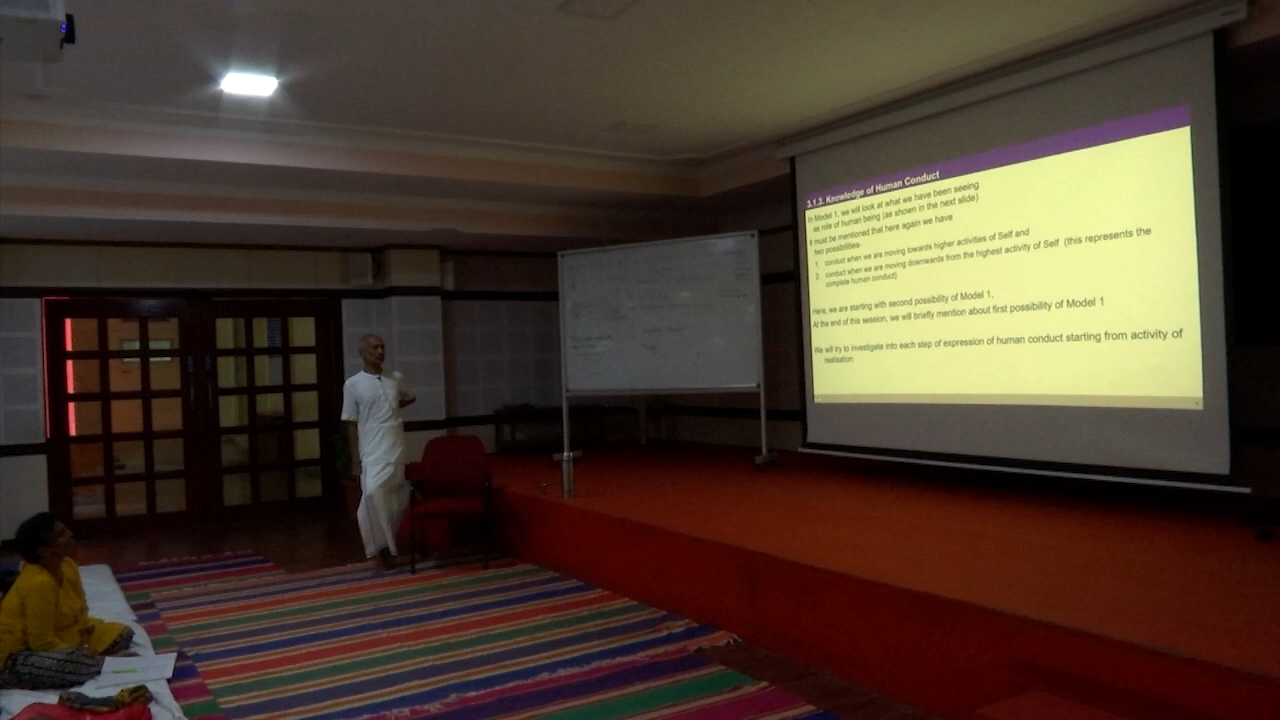 3.1.3. Knowledge of Human Conduct
In Model 1, we will look at what we have been seeing
as role of human being (as shown in the next slide)
It must be mentioned that here again we have
two possibilities-
1. conduct when we are moving towards higher activities of Self and
2. conduct when we are moving downwards from the highest activity of Self (this represents the
complete human conduct)
Here, we are starting with second possibility of Model 1,
At the end of this session, we will briefly mention about first possibility of Model 1
We will try to investigate into each step of expression of human conduct starting from activity of
realisation